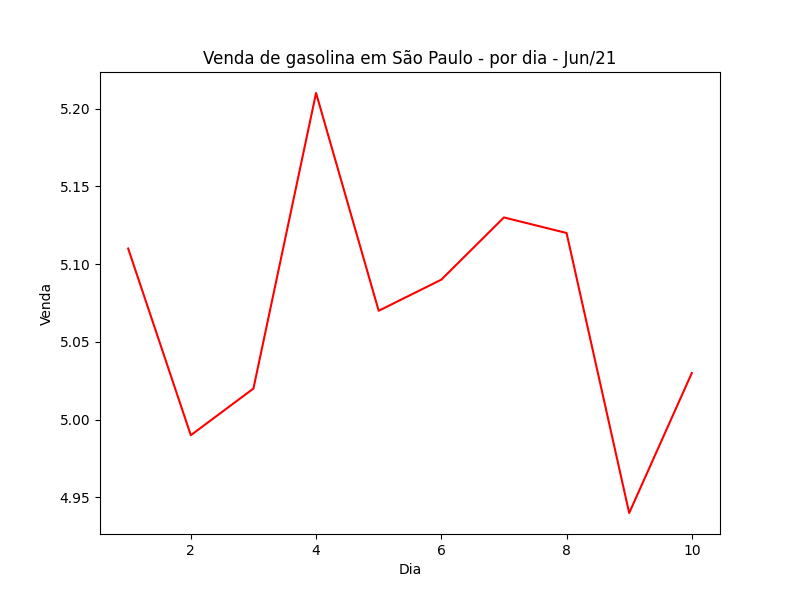 Venda de gasolina em São Paulo - por dia - Jun/21
5.20
5.15
5.10
5.05
5.00
4.95
Venda
2 4 6 8 10
Dia